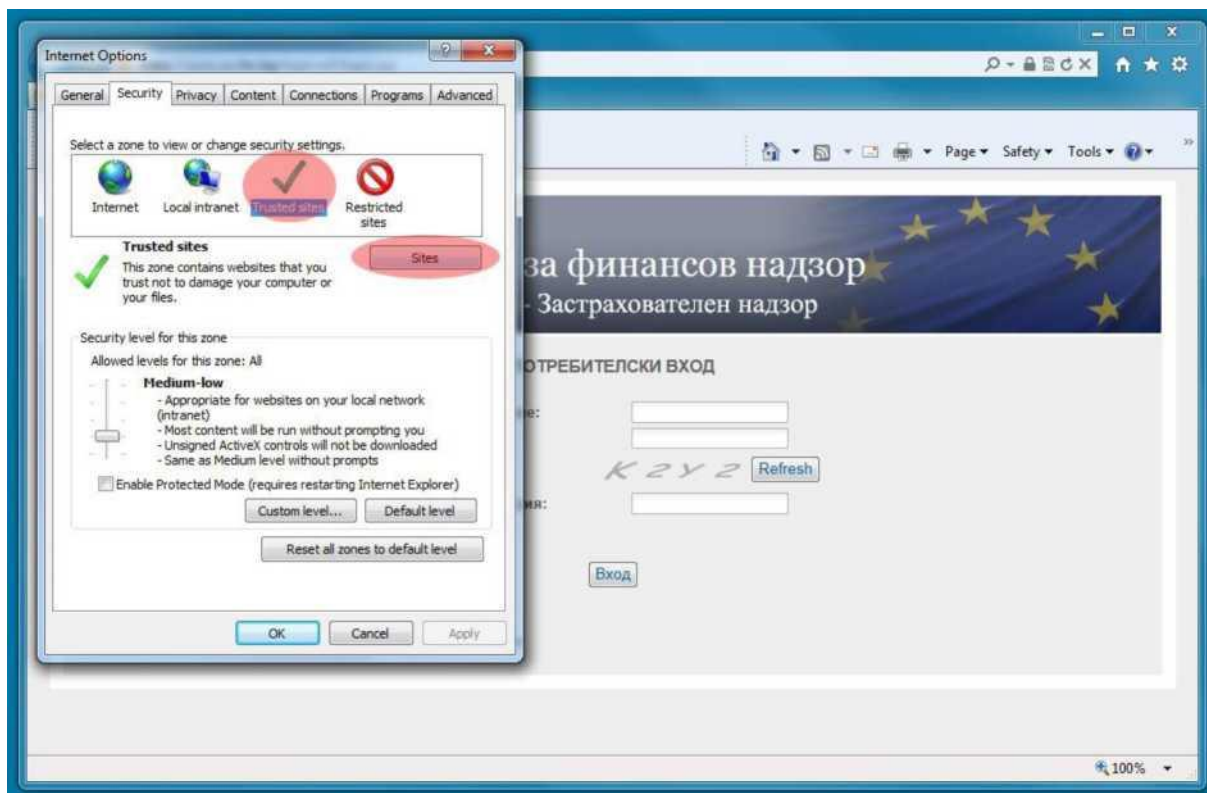 Internet Options
General Security Privacy Content Connections Programs Advanced
Select a zone to view or change security settings.
Internet Local intranet Trusted sites Restricted sites
Trusted sites
Sites
This zone contains websites that you
trust not to damage your computer or
your files.
Security level for this zone
Allowed levels for this zone: All
Medium-low
- Appropriate for websites on your local network
(intranet)
- Most content will be run without prompting you
- Unsigned ActiveX controls will not be downloaded
- Same as Medium level without prompts
Enable Protected Mode (requires restarting Internet Explorer)
Custom level... Default level
Reset all zones to default level
OK Cancel Apply
Page Safety Tools
за финансов надзор
- Застрахователен надзор
ОТРЕБИТЕЛСКИ ВХОД
е:
K 2 Y 2 Refresh
ия:
Вход
100%